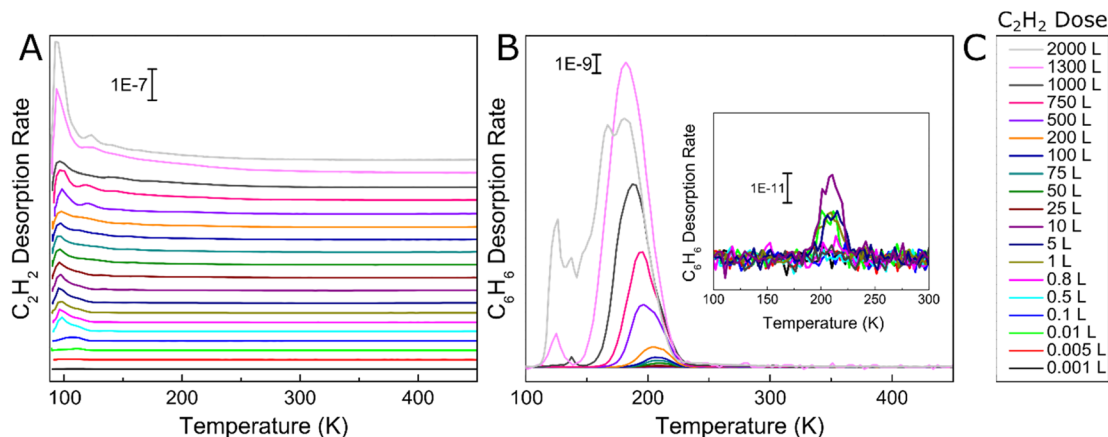 A
1E-7
C₂H₂ Desorption Rate
100
200
300
400
Temperature (K)
B
1E-9
C₆H₆ Desorption Rate
1E-11
C₆H₆ Desorption Rate
100
150
200
250
300
Temperature (K)
100
200
300
400
Temperature (K)
C₂H₂ Dose
C
2000 L
1300 L
1000 L
750 L
500 L
200 L
100 L
75 L
50 L
25 L
10 L
5 L
1 L
0.8 L
0.5 L
0.1 L
0.01 L
0.005 L
0.001 L